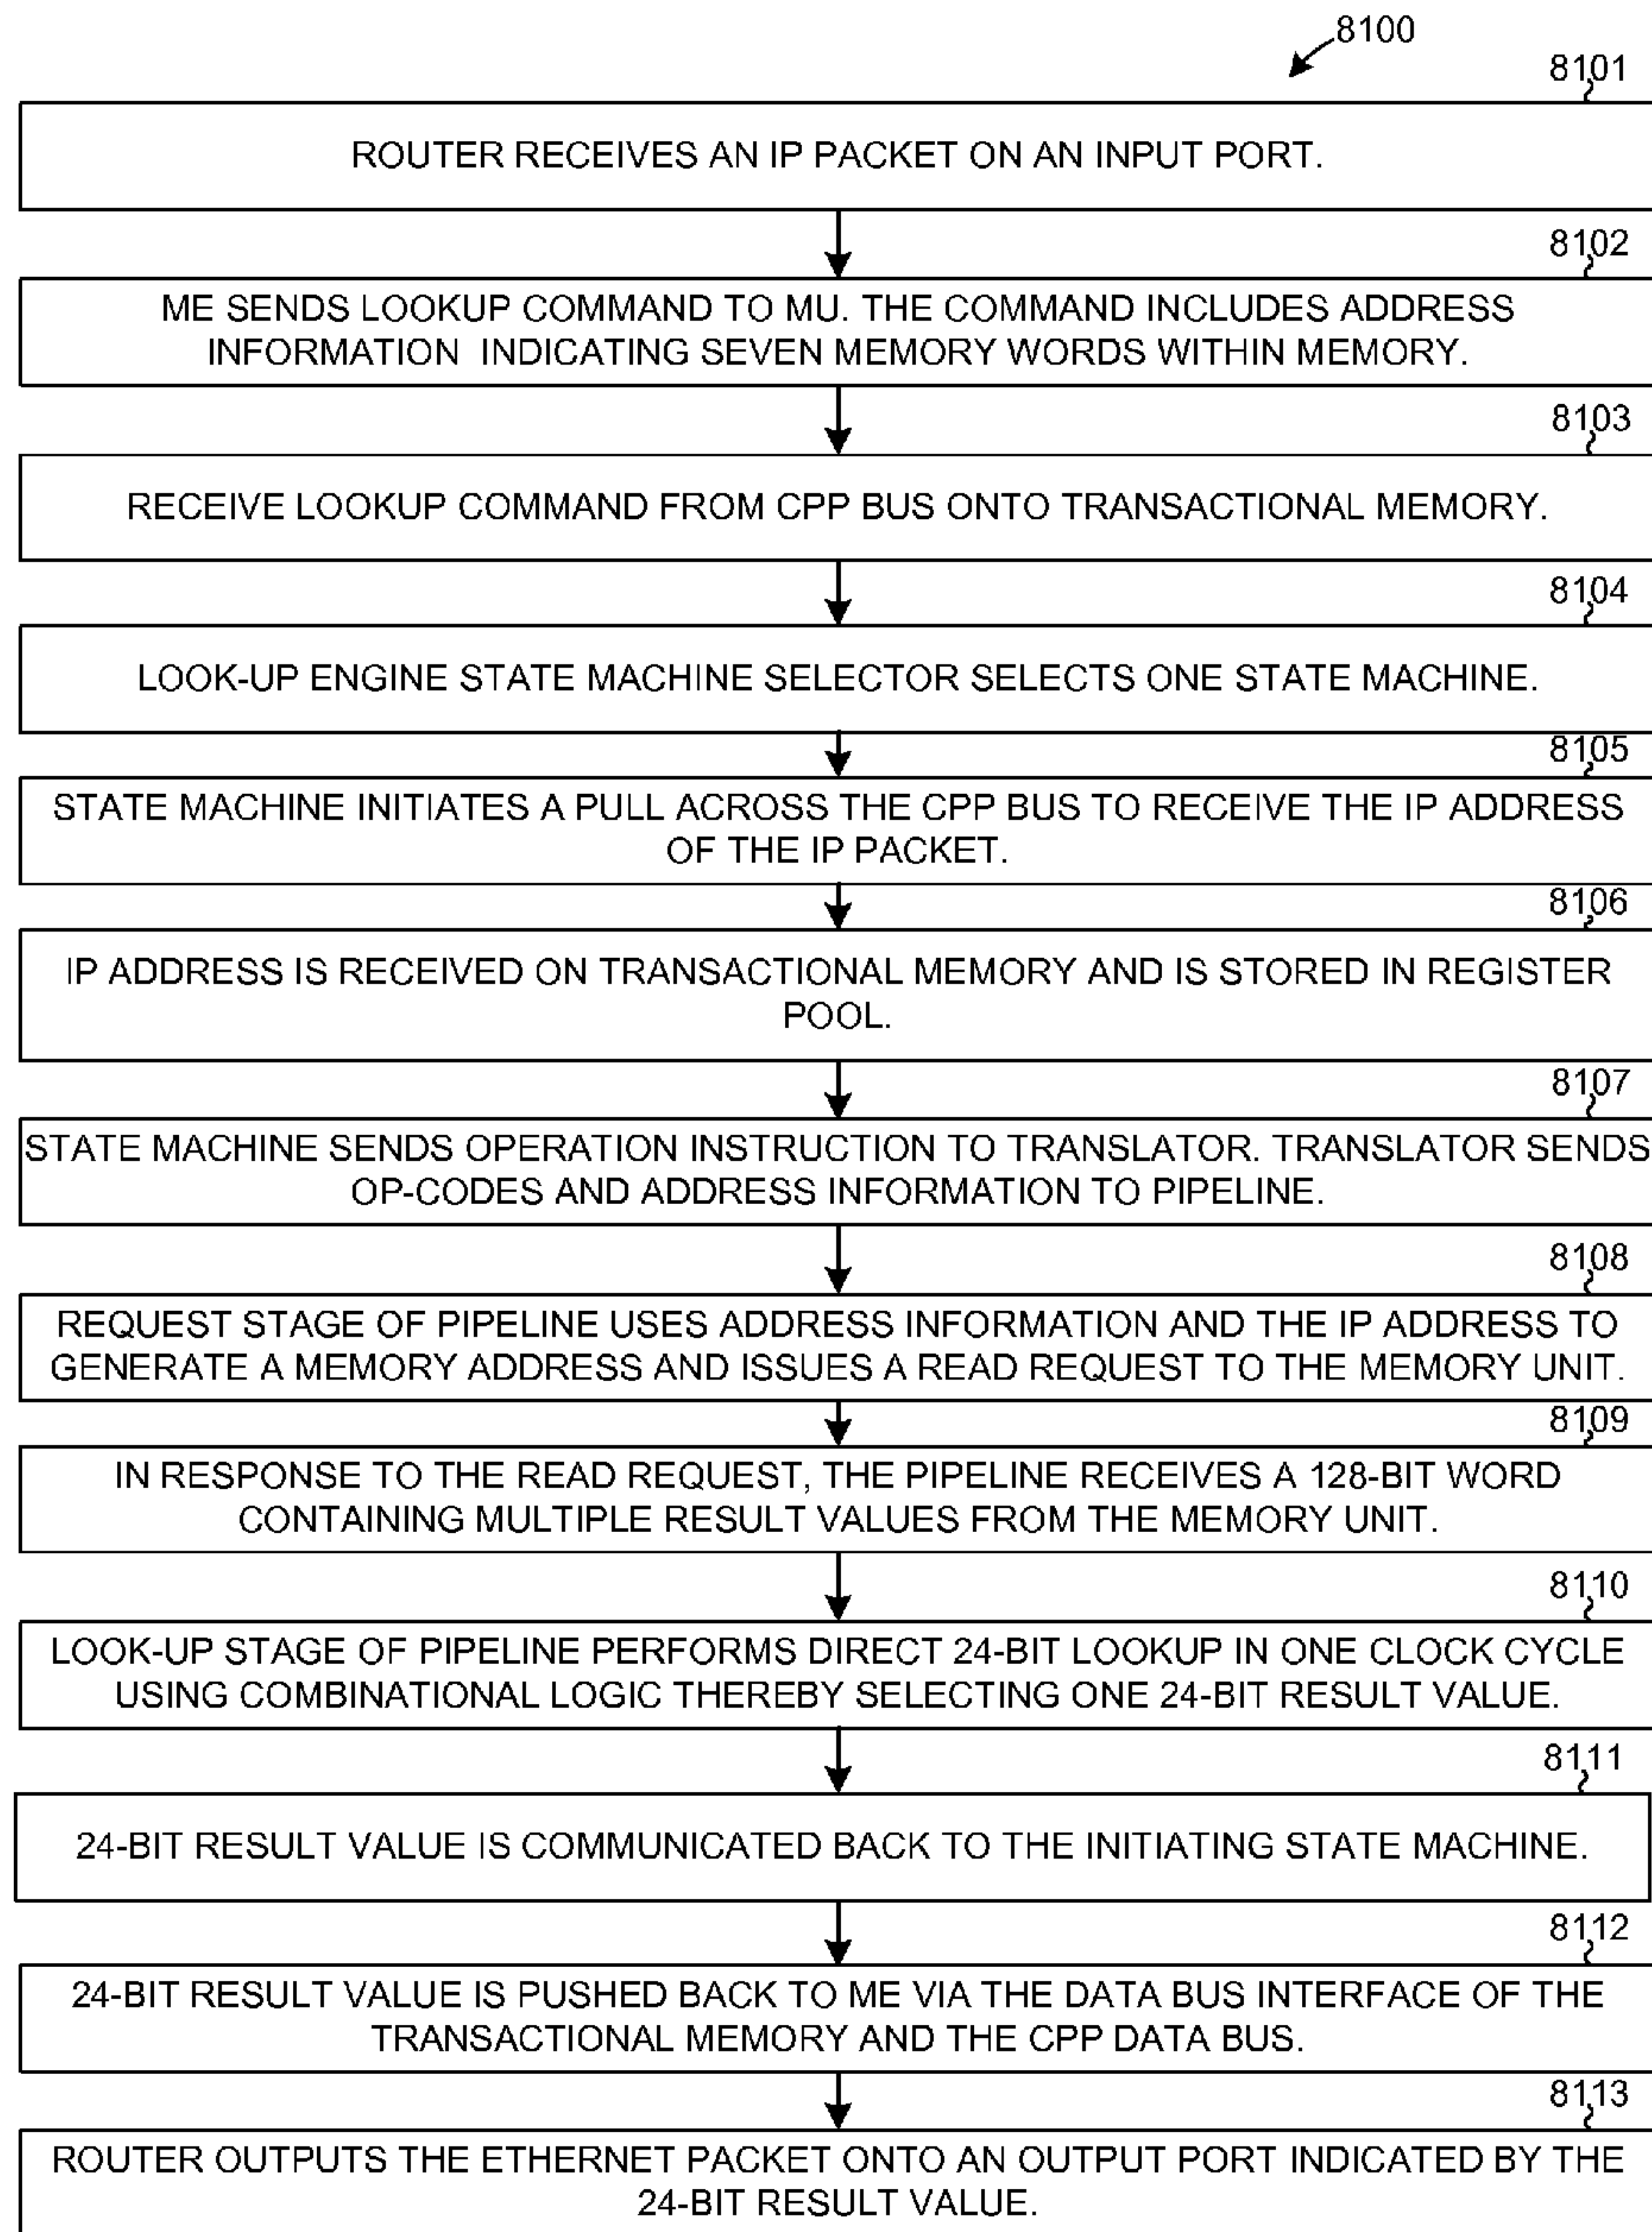 8100
8101
ROUTER RECEIVES AN IP PACKET ON AN INPUT PORT.
8102
ME SENDS LOOKUP COMMAND TO MU. THE COMMAND INCLUDES ADDRESS
INFORMATION INDICATING SEVEN MEMORY WORDS WITHIN MEMORY.
8103
RECEIVE LOOKUP COMMAND FROM CPP BUS ONTO TRANSACTIONAL MEMORY.
8104
LOOK-UP ENGINE STATE MACHINE SELECTOR SELECTS ONE STATE MACHINE.
8105
STATE MACHINE INITIATES A PULL ACROSS THE CPP BUS TO RECEIVE THE IP ADDRESS
OF THE IP PACKET.
8106
IP ADDRESS IS RECEIVED ON TRANSACTIONAL MEMORY AND IS STORED IN REGISTER
POOL.
8107
STATE MACHINE SENDS OPERATION INSTRUCTION TO TRANSLATOR. TRANSLATOR SENDS
OP-CODES AND ADDRESS INFORMATION TO PIPELINE.
8108
REQUEST STAGE OF PIPELINE USES ADDRESS INFORMATION AND THE IP ADDRESS TO
GENERATE A MEMORY ADDRESS AND ISSUES A READ REQUEST TO THE MEMORY UNIT.
8109
IN RESPONSE TO THE READ REQUEST, THE PIPELINE RECEIVES A 128-BIT WORD
CONTAINING MULTIPLE RESULT VALUES FROM THE MEMORY UNIT.
8110
LOOK-UP STAGE OF PIPELINE PERFORMS DIRECT 24-BIT LOOKUP IN ONE CLOCK CYCLE
USING COMBINATIONAL LOGIC THEREBY SELECTING ONE 24-BIT RESULT VALUE.
8111
24-BIT RESULT VALUE IS COMMUNICATED BACK TO THE INITIATING STATE MACHINE.
8112
24-BIT RESULT VALUE IS PUSHED BACK TO ME VIA THE DATA BUS INTERFACE OF THE
TRANSACTIONAL MEMORY AND THE CPP DATA BUS.
8113
ROUTER OUTPUTS THE ETHERNET PACKET ONTO AN OUTPUT PORT INDICATED BY THE
24-BIT RESULT VALUE.